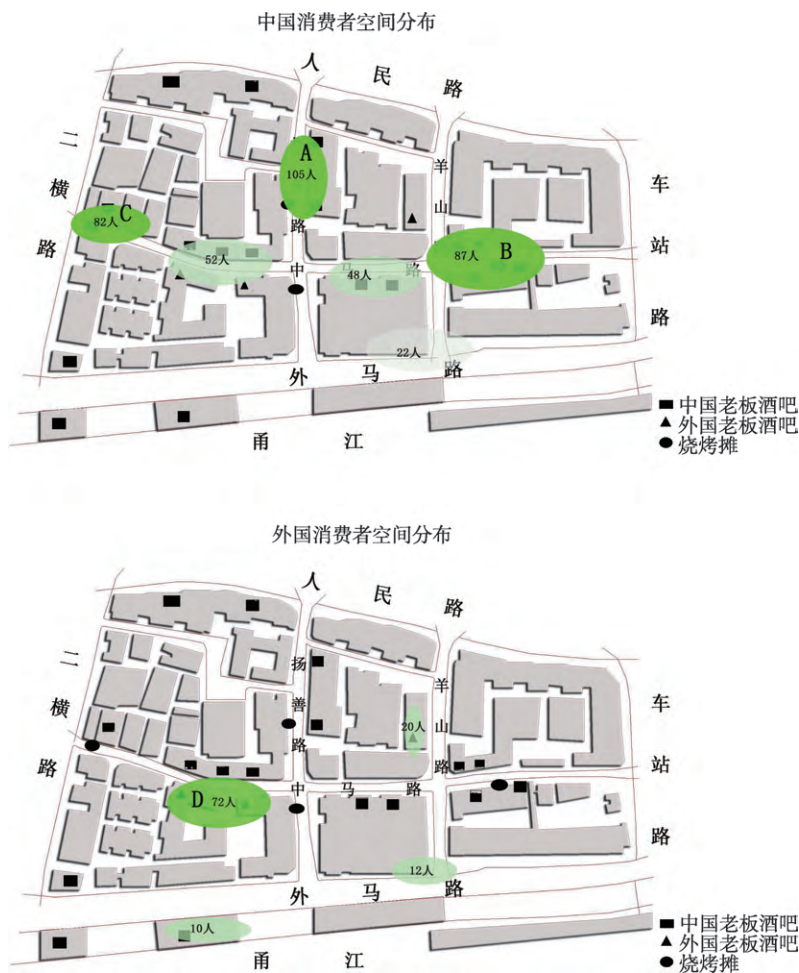 中国消费者空间分布
人民路
二横路
A
105人
羊山路
车站路
82人 C
路
52人
中马路
48人
87人 B
22人
外马路
甬江
中国老板酒吧
外国老板酒吧
烧烤摊
外国消费者空间分布
人民路
二横路
扬善路
羊山路
20人
车站路
D 72人
中马路
12人
外马路
10人
甬江
中国老板酒吧
外国老板酒吧
烧烤摊